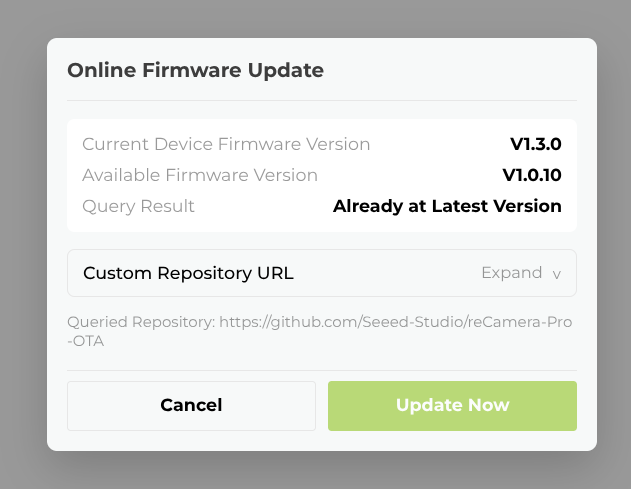 Online Firmware Update
Current Device Firmware Version V1.3.0
Available Firmware Version V1.0.10
Query Result Already at Latest Version
Custom Repository URL Expand v
Queried Repository: https://github.com/Seeed-Studio/reCamera-Pro
-OTA
Cancel Update Now